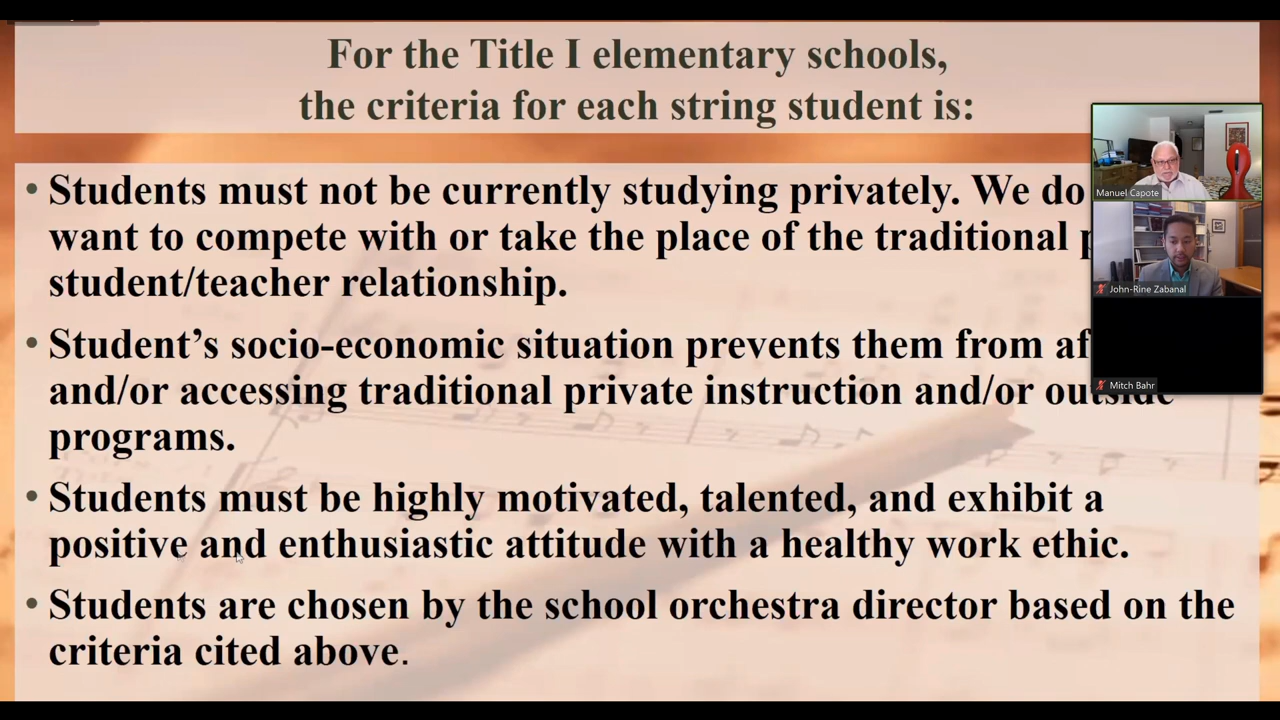 For the Title I elementary schools,
the criteria for each string student is:
• Students must not be currently studying privately. We do
want to compete with or take the place of the traditional
student/teacher relationship.
• Student’s socio-economic situation prevents them from
and/or accessing traditional private instruction and/or outside
programs.
• Students must be highly motivated, talented, and exhibit a
positive and enthusiastic attitude with a healthy work ethic.
• Students are chosen by the school orchestra director based on the
criteria cited above.
Manuel Capote
John-Rine Zabanal
Mitch Bahr